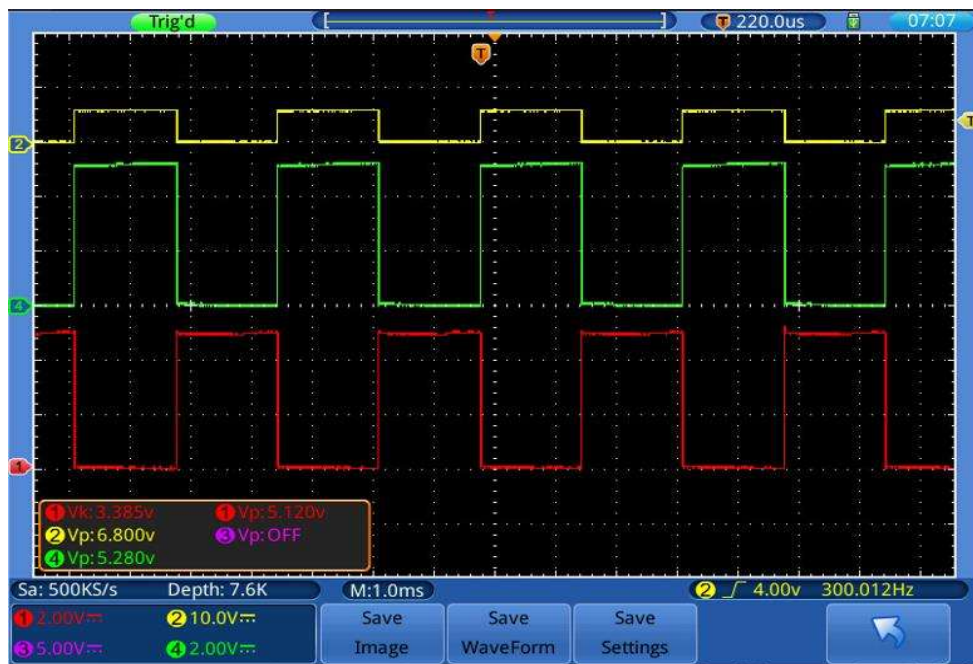 Trig'd [ T ] T 220.0us 07:07
T
T
2
4
1
1 Vk: 3.385v 1 Vp: 5.120v
2 Vp: 6.800v 3 Vp: OFF
4 Vp: 5.280v
Sa: 500KS/s Depth: 7.6K M:1.0ms 2 4.00v 300.012Hz
1 2.00V 2 10.0V
3 5.00V 4 2.00V
Save
Image
Save
WaveForm
Save
Settings